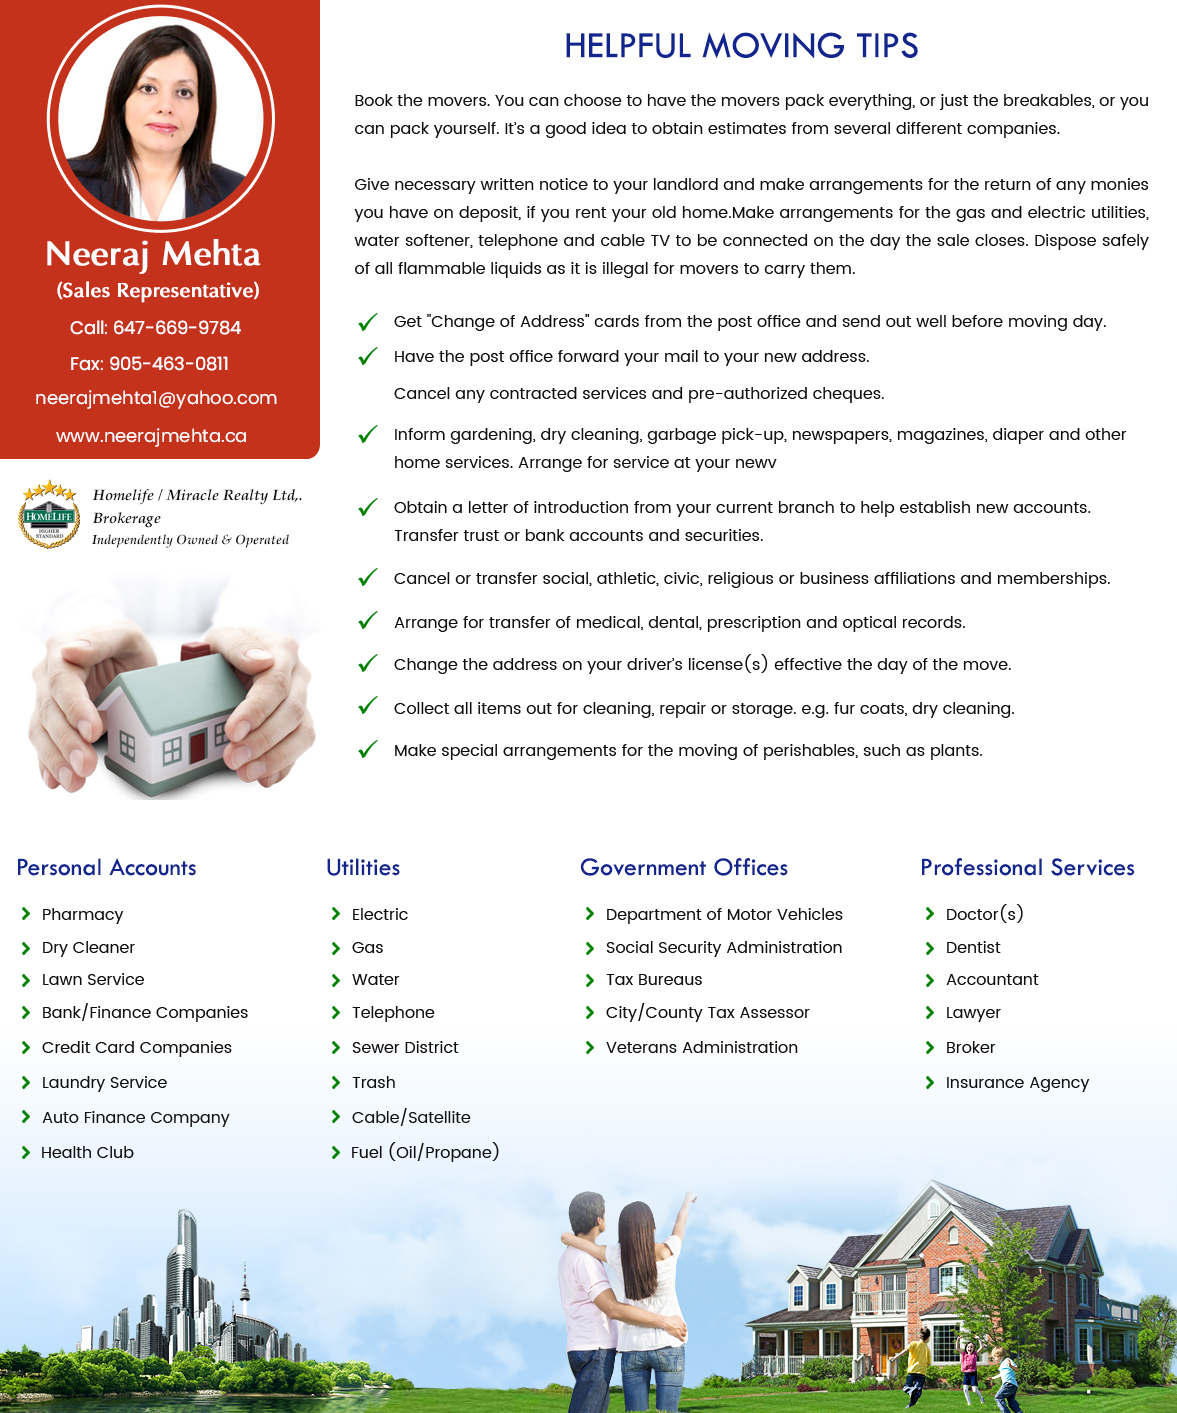 Neeraj Mehta
(Sales Representative)
Call: 647-669-9784
Fax: 905-463-0811
neerajmehta1@yahoo.com
www.neerajmehta.ca
HOMELIFE
HIGHER
STANDARD
Homelife / Miracle Realty Ltd,.
Brokerage
Independently Owned & Operated
HELPFUL MOVING TIPS
Book the movers. You can choose to have the movers pack everything, or just the breakables, or you
can pack yourself. It's a good idea to obtain estimates from several different companies.
Give necessary written notice to your landlord and make arrangements for the return of any monies
you have on deposit, if you rent your old home.Make arrangements for the gas and electric utilities,
water softener, telephone and cable TV to be connected on the day the sale closes. Dispose safely
of all flammable liquids as it is illegal for movers to carry them.
Get "Change of Address" cards from the post office and send out well before moving day.
Have the post office forward your mail to your new address.
Cancel any contracted services and pre-authorized cheques.
Inform gardening, dry cleaning, garbage pick-up, newspapers, magazines, diaper and other
home services. Arrange for service at your newv
Obtain a letter of introduction from your current branch to help establish new accounts.
Transfer trust or bank accounts and securities.
Cancel or transfer social, athletic, civic, religious or business affiliations and memberships.
Arrange for transfer of medical, dental, prescription and optical records.
Change the address on your driver's license(s) effective the day of the move.
Collect all items out for cleaning, repair or storage. e.g. fur coats, dry cleaning.
Make special arrangements for the moving of perishables, such as plants.
Personal Accounts
Pharmacy
Dry Cleaner
Lawn Service
Bank/Finance Companies
Credit Card Companies
Laundry Service
Auto Finance Company
Health Club
Utilities
Electric
Gas
Water
Telephone
Sewer District
Trash
Cable/Satellite
Fuel (Oil/Propane)
Government Offices
Department of Motor Vehicles
Social Security Administration
Tax Bureaus
City/County Tax Assessor
Veterans Administration
Professional Services
Doctor(s)
Dentist
Accountant
Lawyer
Broker
Insurance Agency